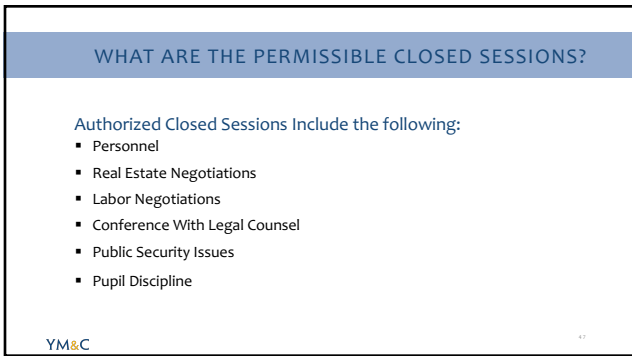 WHAT ARE THE PERMISSIBLE CLOSED SESSIONS?
Authorized Closed Sessions Include the following:
▪ Personnel
▪ Real Estate Negotiations
▪ Labor Negotiations
▪ Conference With Legal Counsel
▪ Public Security Issues
▪ Pupil Discipline
YM&C
47